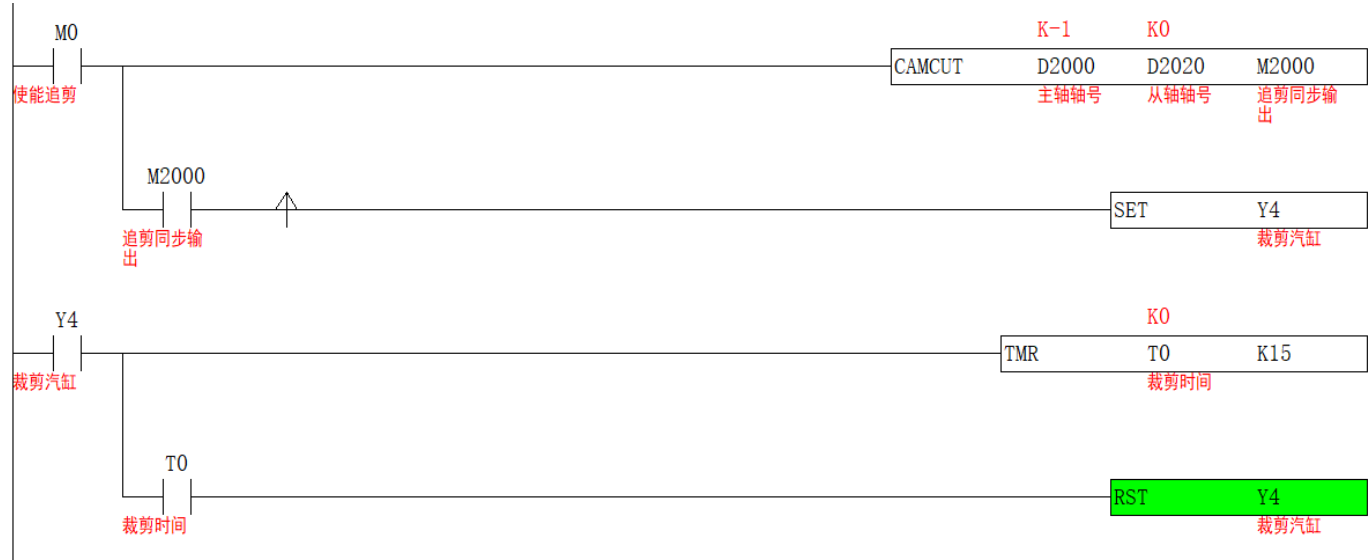 M0
K-1 K0
CAMCUT D2000 D2020 M2000
使能追剪
主轴轴号 从轴轴号 追剪同步输
出
M2000
SET Y4
追剪同步输
出
裁剪汽缸
Y4
K0
TMR T0 K15
裁剪汽缸
裁剪时间
T0
RST Y4
裁剪时间
裁剪汽缸